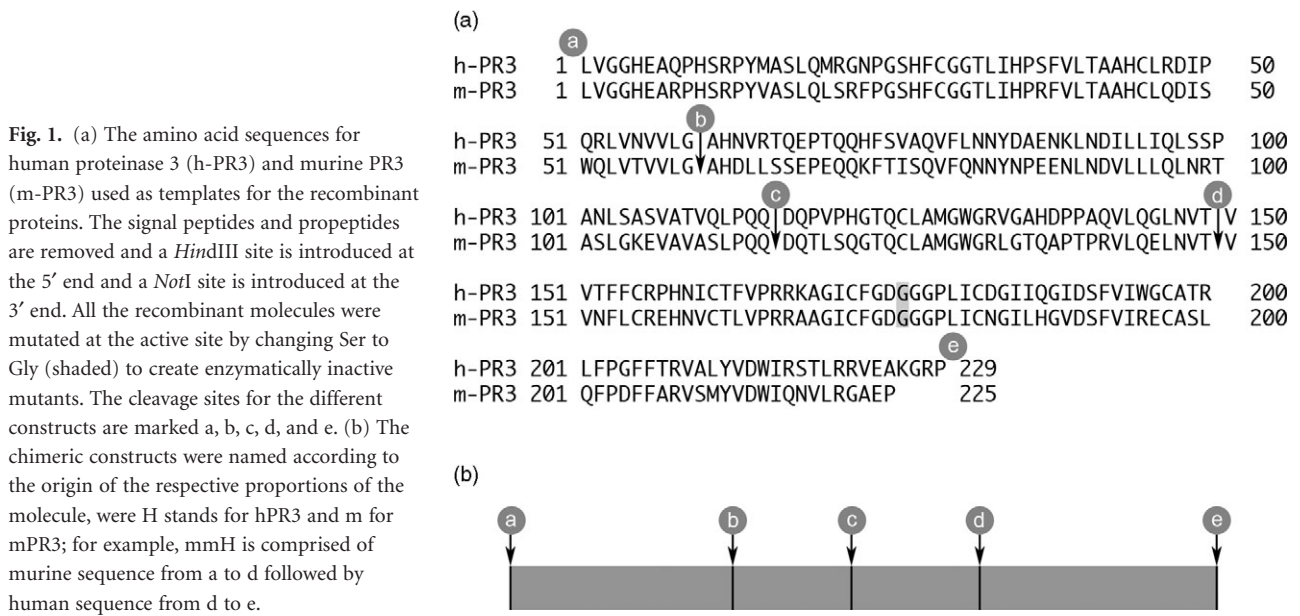 Fig. 1. (a) The amino acid sequences for
human proteinase 3 (h-PR3) and murine PR3
(m-PR3) used as templates for the recombinant
proteins. The signal peptides and propeptides
are removed and a HindIII site is introduced at
the 5′ end and a NotI site is introduced at the
3′ end. All the recombinant molecules were
mutated at the active site by changing Ser to
Gly (shaded) to create enzymatically inactive
mutants. The cleavage sites for the different
constructs are marked a, b, c, d, and e. (b) The
chimeric constructs were named according to
the origin of the respective proportions of the
molecule, were H stands for hPR3 and m for
mPR3; for example, mmH is comprised of
murine sequence from a to d followed by
human sequence from d to e.
(a)
a
h-PR3 1 LVGGHEAQPHSRPYMASLQMRGNPGSHFCGGTLIHPSFVLTAAHCLRDIP 50
m-PR3 1 LVGGHEARPHSRPYVASLQLSRFPGSHFCGGTLIHPRFVLTAAHCLQDIS 50
b
h-PR3 51 QRLVNVVLG AHNVRTQEPTQQHFSVAQVFLNNYDAENKLNDILLIQLSSP 100
m-PR3 51 WQLVTVVLG AHDLLSSEPEQQKFTISQVFQNNYNPEENLNDVLLLQLNRT 100
c d
h-PR3 101 ANLSASVATVQLPQQ DQPVPHGTQCLAMGWGRVGAHDPPAQVLQGLNVT V 150
m-PR3 101 ASLGKEVAVASLPQQ DQTLSQGTQCLAMGWGRLGTQAPTPRVLQELNVT V 150
h-PR3 151 VTFFCRPHNICTFVPRRKAGICFGDGGGPLICDGIIQGIDSFVIWGCATR 200
m-PR3 151 VNFLCREHNVCTLVPRRAAGICFGDGGGPLICNGILHGVDSFVIRECASL 200
e
h-PR3 201 LFPGFFTRVALYVDWIRSTLRRVEAKGRP 229
m-PR3 201 QFPDFFARVSMYVDWIQNVLRGAEP 225
(b)
a b c d e